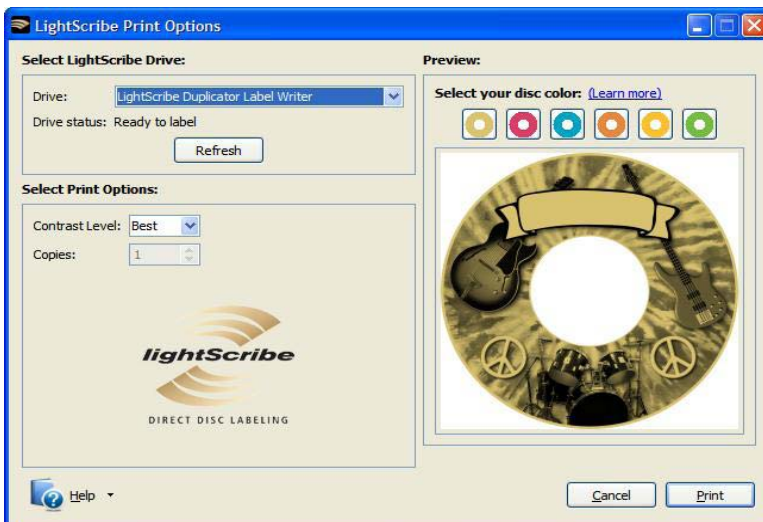 LightScribe Print Options
Select LightScribe Drive:
Drive: LightScribe Duplicator Label Writer
Drive status: Ready to label
Refresh
Select Print Options:
Contrast Level: Best
Copies: 1
lightScribe
DIRECT DISC LABELING
Preview:
Select your disc color: (Learn more)
Help
Cancel
Print